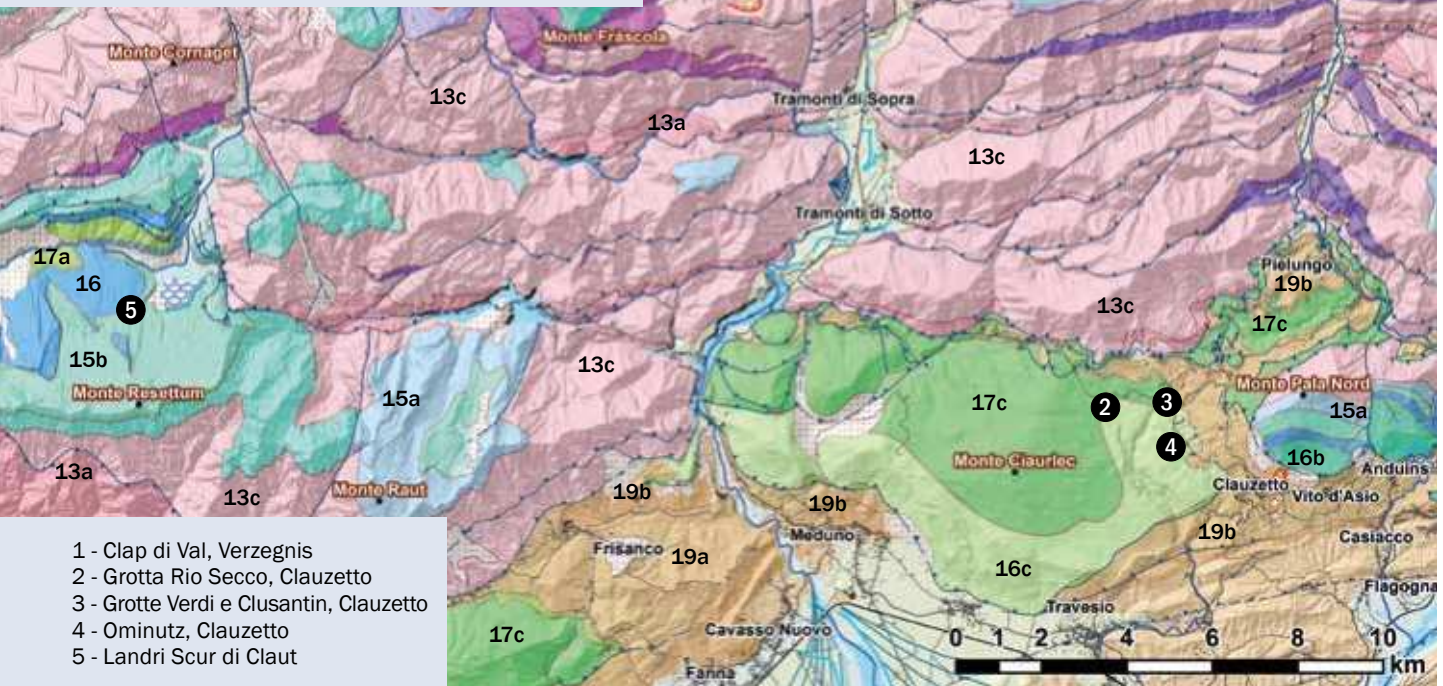 Monte Cornaget
Monte Frascola
13c
Tramonti di Sopra
13a
13c
Tramonti di Sotto
17a
16
5
Pielungo
19b
13c
17c
15b
13c
Monte Resettum
15a
17c
2
3
Monte Pala Nord
15a
4
Monte Ciaurlec
16b
13a
Anduins
13c
Monte Raut
19b
Clauzetto
Vito d'Asio
19b
19b
Meduno
Casiacco
Frisanco
19a
16c
Flagogna
Travesio
17c
Cavasso Nuovo
Fanna
0 1 2 4 6 8 10
km
1 - Clap di Val, Verzegnis
2 - Grotta Rio Secco, Clauzetto
3 - Grotte Verdi e Clusantin, Clauzetto
4 - Ominutz, Clauzetto
5 - Landri Scur di Claut